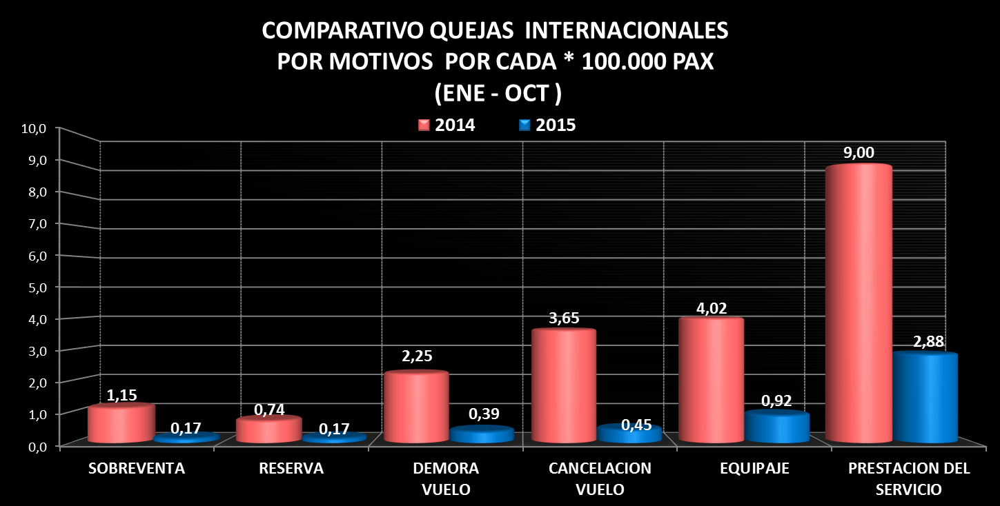 COMPARATIVO QUEJAS INTERNACIONALES
POR MOTIVOS POR CADA * 100.000 PAX
(ENE - OCT )
2014 2015
10,0
9,0
8,0
7,0
6,0
5,0
4,0
3,0
2,0
1,0
0,0
1,15
0,17
0,74
0,17
2,25
0,39
3,65
0,45
4,02
0,92
9,00
2,88
SOBREVENTA
RESERVA
DEMORA
VUELO
CANCELACION
VUELO
EQUIPAJE
PRESTACION DEL
SERVICIO